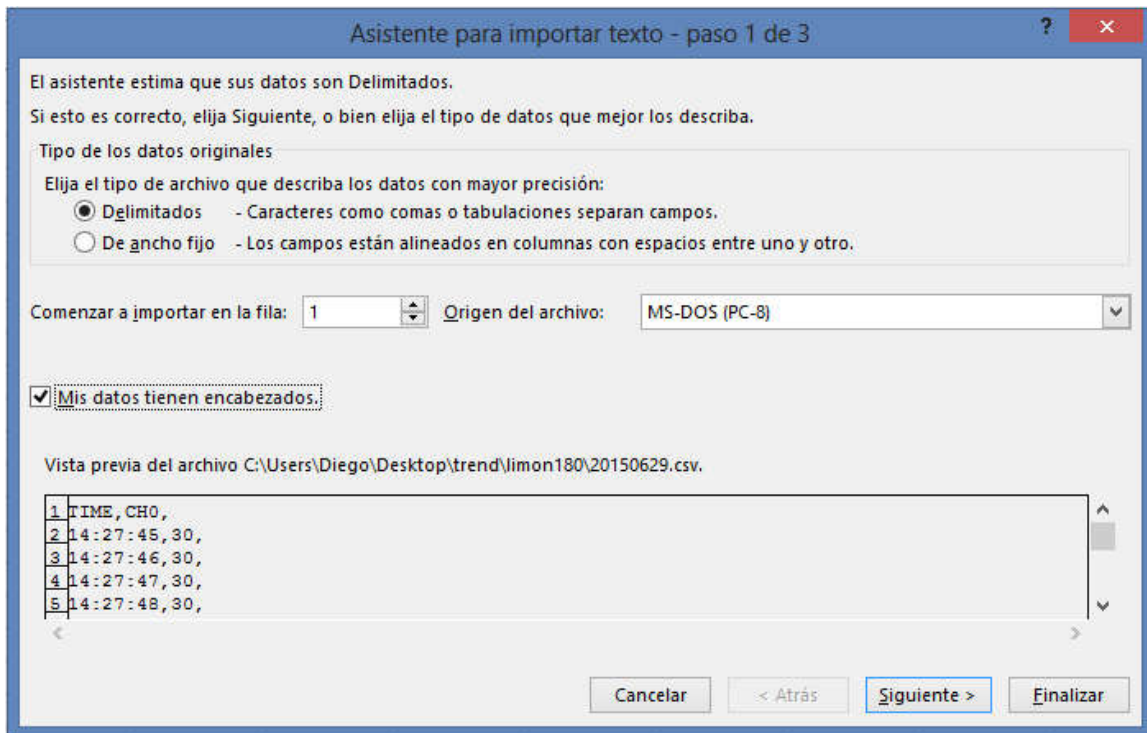 Asistente para importar texto - paso 1 de 3
?
El asistente estima que sus datos son Delimitados.
Si esto es correcto, elija Siguiente, o bien elija el tipo de datos que mejor los describa.
Tipo de los datos originales
Elija el tipo de archivo que describa los datos con mayor precisión:
Delimitados - Caracteres como comas o tabulaciones separan campos.
De ancho fijo - Los campos están alineados en columnas con espacios entre uno y otro.
Comenzar a importar en la fila: 1 Origen del archivo: MS-DOS (PC-8)
Mis datos tienen encabezados.
Vista previa del archivo C:\Users\Diego\Desktop\trend\limon180\20150629.csv.
1 TIME,CH0,
2 14:27:45,30,
3 14:27:46,30,
4 14:27:47,30,
5 14:27:48,30,
Cancelar < Atrás Siguiente > Finalizar